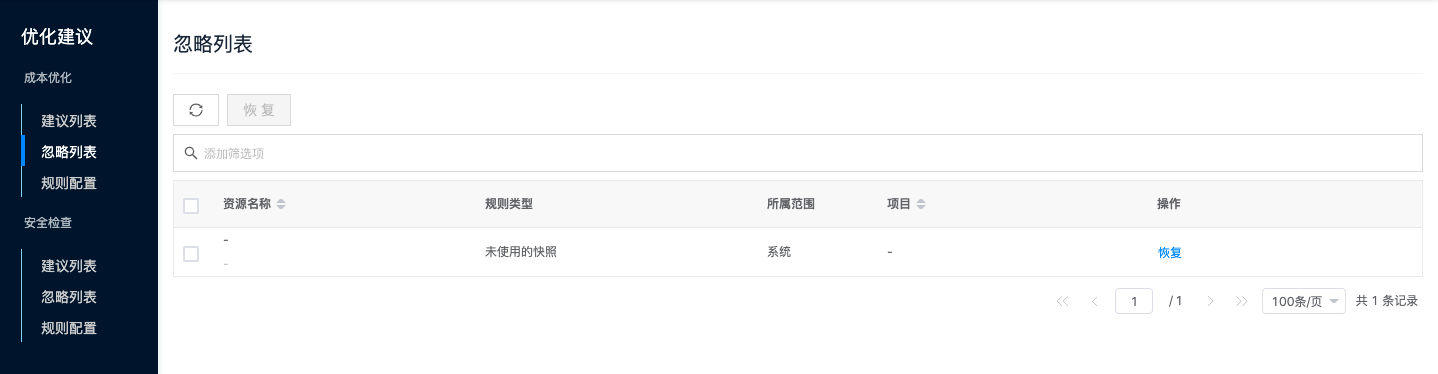 优化建议
成本优化
建议列表
忽略列表
规则配置
安全检查
建议列表
忽略列表
规则配置
忽略列表
恢 复
添加筛选项
资源名称 规则类型 所属范围 项目 操作
- 未使用的快照 系统 - 恢复
-
1 / 1 100条/页 共 1 条记录